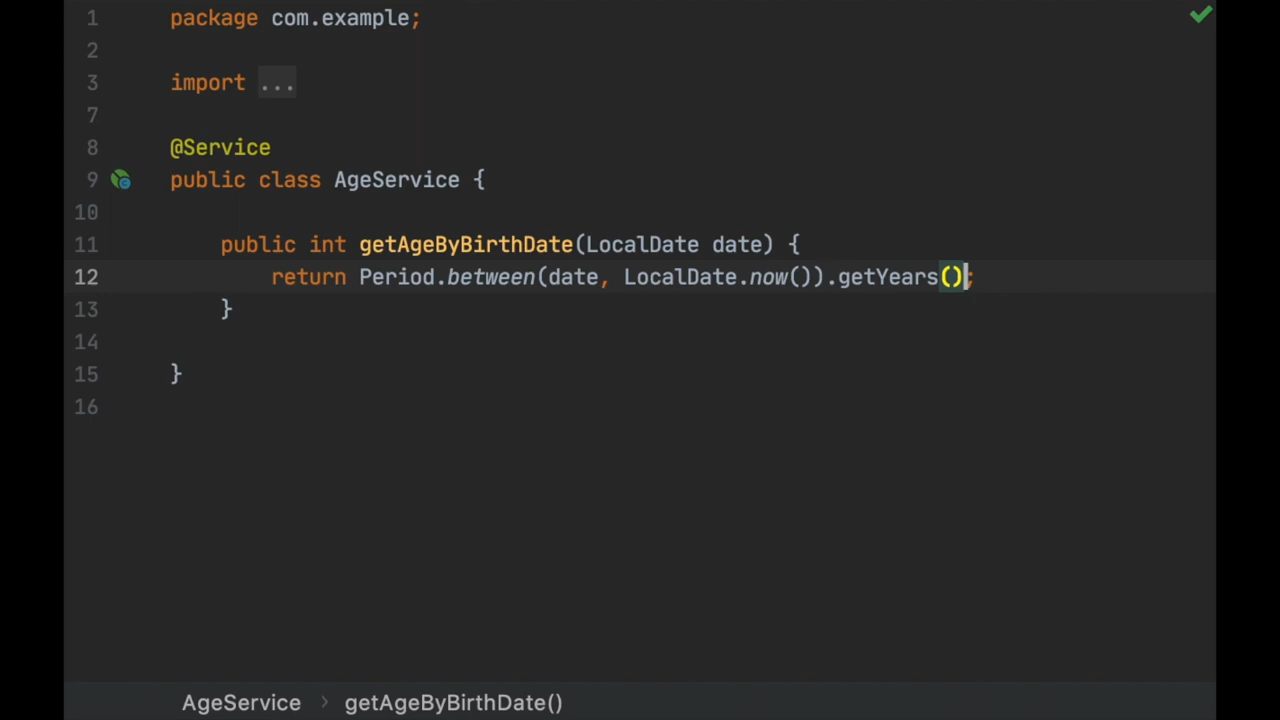 1 package com.example;
2
3 import ...
7
8 @Service
9 public class AgeService {
10
11 public int getAgeByBirthDate(LocalDate date) {
12 return Period.between(date, LocalDate.now()).getYears();
13 }
14
15 }
16
AgeService > getAgeByBirthDate()